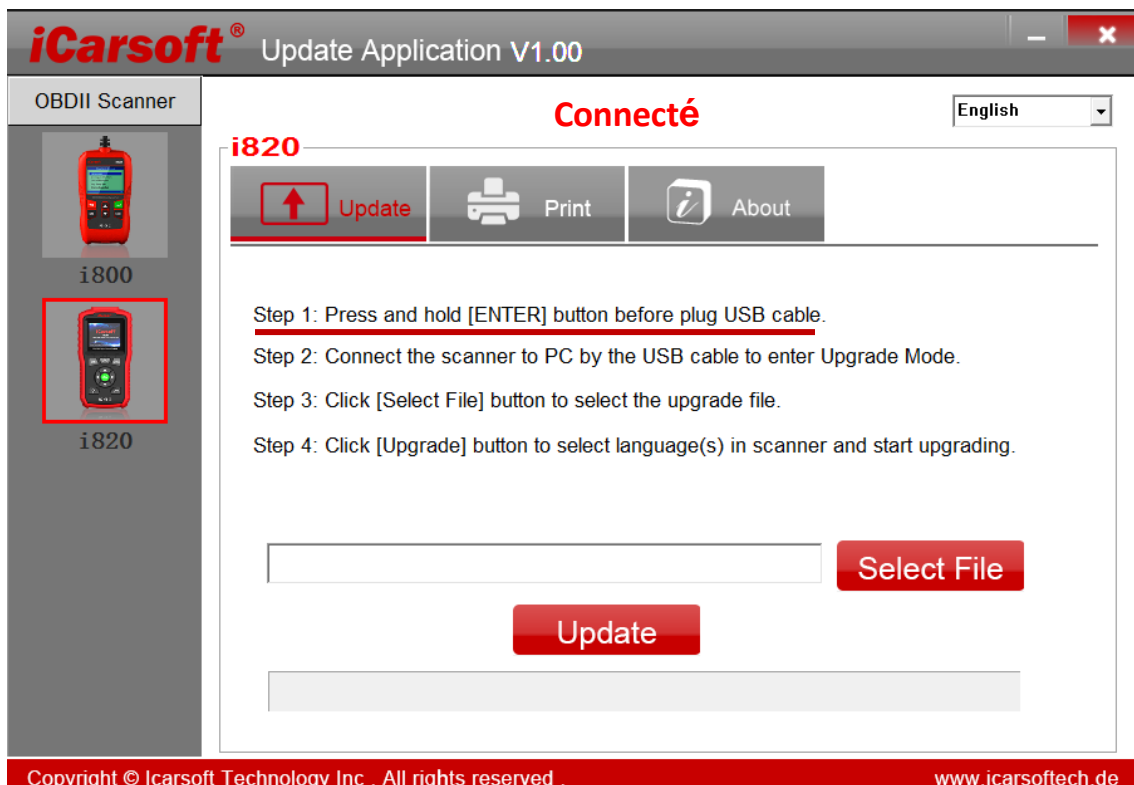 iCarsoft® Update Application V1.00
OBDII Scanner
Connecté
English
i800
i820
i820
Update
Print
About
Step 1: Press and hold [ENTER] button before plug USB cable.
Step 2: Connect the scanner to PC by the USB cable to enter Upgrade Mode.
Step 3: Click [Select File] button to select the upgrade file.
Step 4: Click [Upgrade] button to select language(s) in scanner and start upgrading.
Select File
Update
Copyright © Icarsoft Technology Inc . All rights reserved .
www.icarsoftech.de